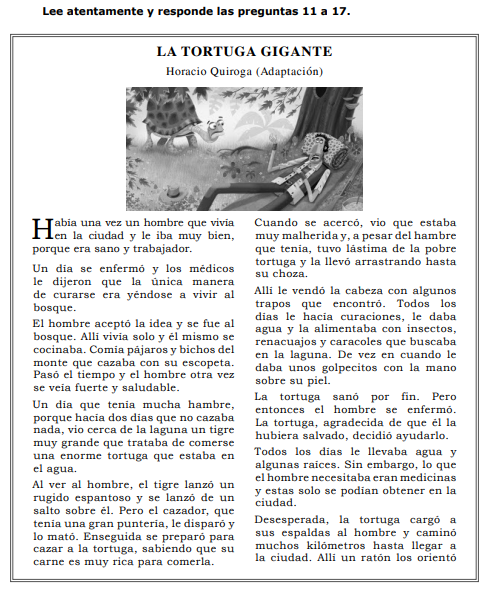 Lee atentamente y responde las preguntas 11 a 17.
LA TORTUGA GIGANTE
Horacio Quiroga (Adaptación)
Había una vez un hombre que vivía
en la ciudad y le iba muy bien,
porque era sano y trabajador.
Un día se enfermó y los médicos
le dijeron que la única manera
de curarse era yéndose a vivir al
bosque.
El hombre aceptó la idea y se fue al
bosque. Allí vivía solo y él mismo se
cocinaba. Comía pájaros y bichos del
monte que cazaba con su escopeta.
Pasó el tiempo y el hombre otra vez
se veía fuerte y saludable.
Un día que tenía mucha hambre,
porque hacía dos días que no cazaba
nada, vio cerca de la laguna un tigre
muy grande que trataba de comerse
una enorme tortuga que estaba en
el agua.
Al ver al hombre, el tigre lanzó un
rugido espantoso y se lanzó de un
salto sobre él. Pero el cazador, que
tenía una gran puntería, le disparó y
lo mató. Enseguida se preparó para
cazar a la tortuga, sabiendo que su
carne es muy rica para comerla.
Cuando se acercó, vio que estaba
muy malherida y, a pesar del hambre
que tenía, tuvo lástima de la pobre
tortuga y la llevó arrastrando hasta
su choza.
Allí le vendó la cabeza con algunos
trapos que encontró. Todos los
días le hacía curaciones, le daba
agua y la alimentaba con insectos,
renacuajos y caracoles que buscaba
en la laguna. De vez en cuando le
daba unos golpecitos con la mano
sobre su piel.
La tortuga sanó por fin. Pero
entonces el hombre se enfermó.
La tortuga, agradecida de que él la
hubiera salvado, decidió ayudarlo.
Todos los días le llevaba agua y
algunas raíces. Sin embargo, lo que
el hombre necesitaba eran medicinas
y estas solo se podían obtener en la
ciudad.
Desesperada, la tortuga cargó a
sus espaldas al hombre y caminó
muchos kilómetros hasta llegar a
la ciudad. Allí un ratón los orientó